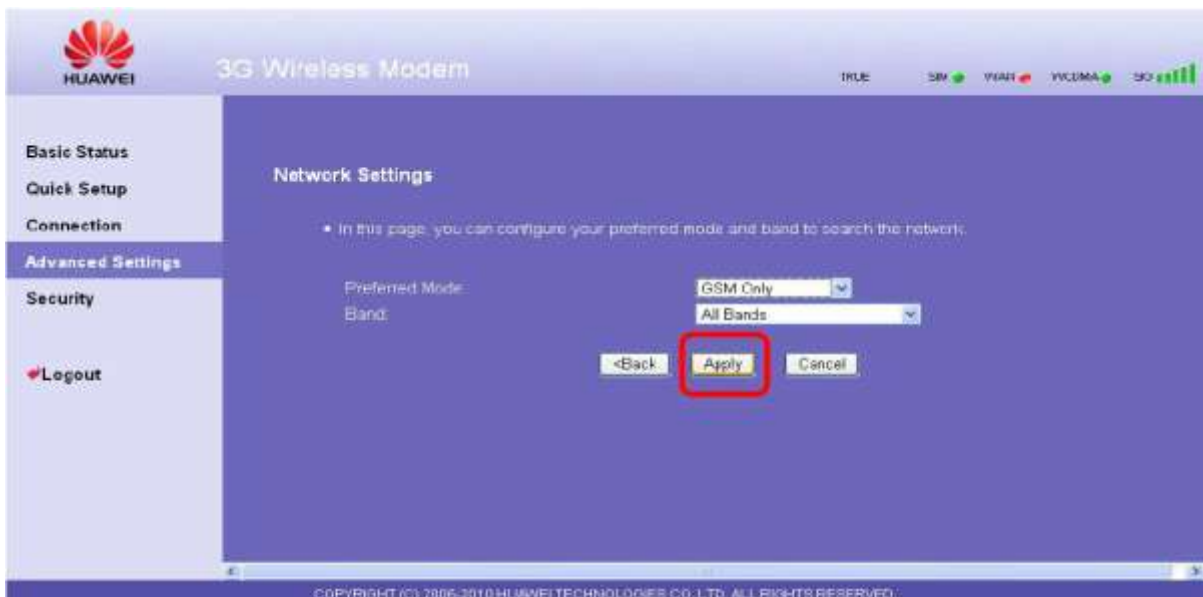 HUAWEI
3G Wireless Modem
TRUE
SIM
WAN
WCDMA
SIG
Basic Status
Quick Setup
Connection
Advanced Settings
Security
Logout
Network Settings
• In this page, you can configure your preferred mode and band to search the network.
Preferred Mode: GSM Only
Band: All Bands
<Back Apply Cancel
COPYRIGHT (C) 2006-2010 HUAWEI TECHNOLOGIES CO., LTD. ALL RIGHTS RESERVED.